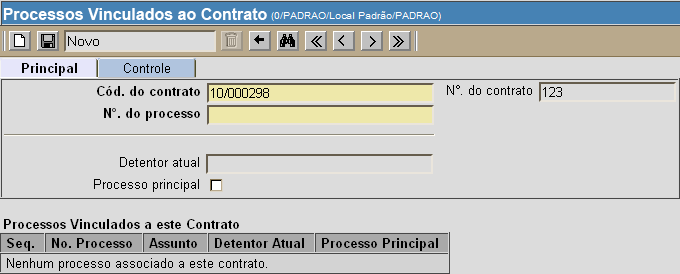 Processos Vinculados ao Contrato (0/PADRAO/Local Padrão/PADRAO)
Novo
Principal Controle
Cód. do contrato 10/000298 Nº. do contrato 123
Nº. do processo
Detentor atual
Processo principal
Processos Vinculados a este Contrato
Seq. No. Processo Assunto Detentor Atual Processo Principal
Nenhum processo associado a este contrato.